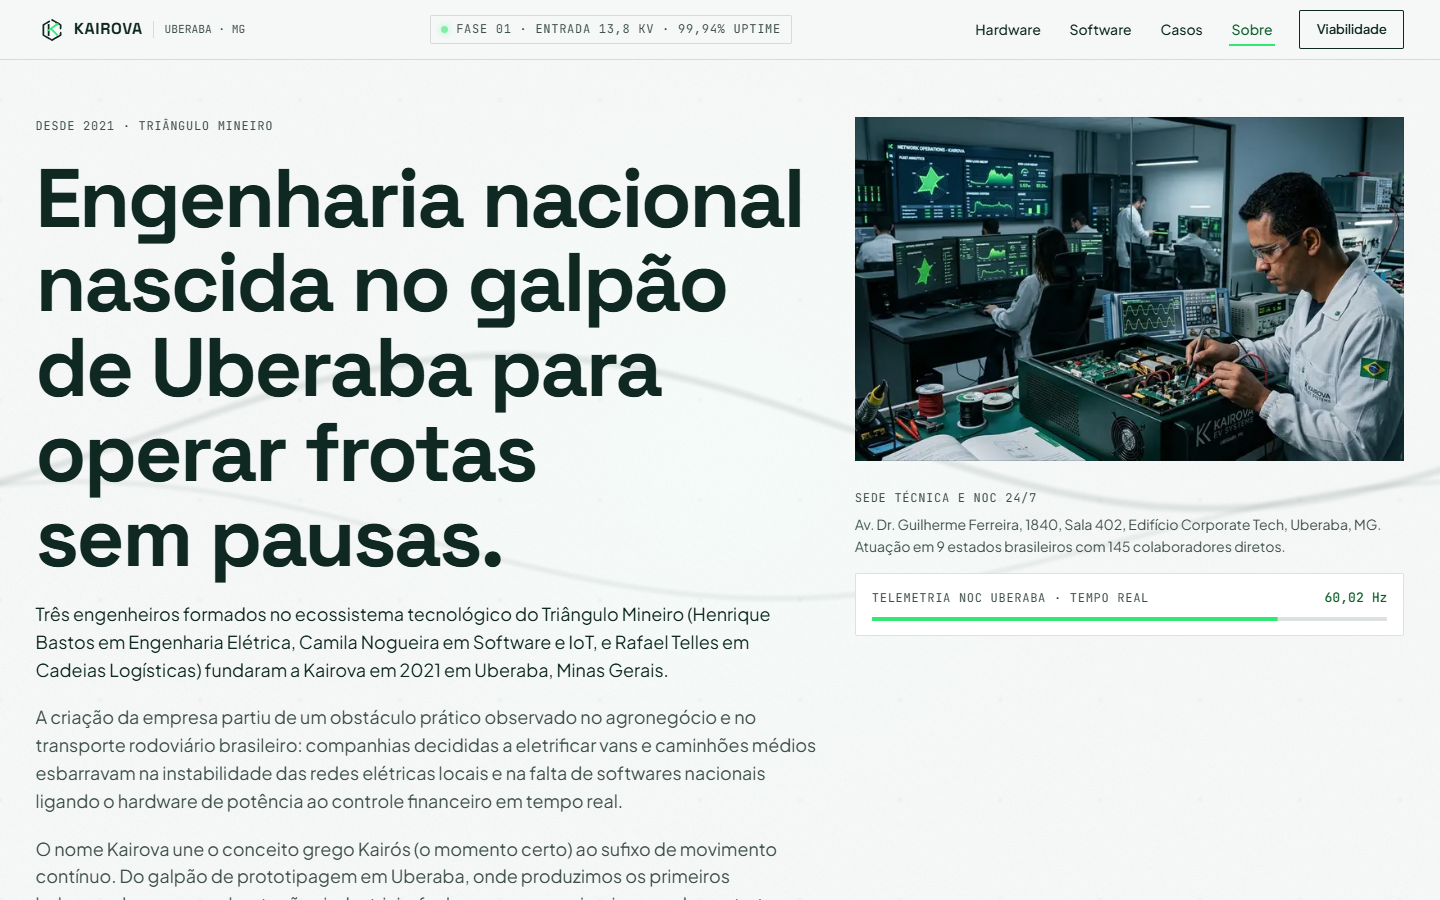 KAIROVA
UBERABA · MG
FASE 01 · ENTRADA 13,8 KV · 99,94% UPTIME
Hardware
Software
Casos
Sobre
Viabilidade
DESDE 2021 · TRIÂNGULO MINEIRO
Engenharia nacional
nascida no galpão
de Uberaba para
operar frotas
sem pausas.
Três engenheiros formados no ecossistema tecnológico do Triângulo Mineiro (Henrique
Bastos em Engenharia Elétrica, Camila Nogueira em Software e IoT, e Rafael Telles em
Cadeias Logísticas) fundaram a Kairova em 2021 em Uberaba, Minas Gerais.
A criação da empresa partiu de um obstáculo prático observado no agronegócio e no
transporte rodoviário brasileiro: companhias decididas a eletrificar vans e caminhões médios
esbarravam na instabilidade das redes elétricas locais e na falta de softwares nacionais
ligando o hardware de potência ao controle financeiro em tempo real.
O nome Kairova une o conceito grego Kairós (o momento certo) ao sufixo de movimento
contínuo. Do galpão de prototipagem em Uberaba, onde produzimos os primeiros
NETWORK OPERATIONS - KAIROVA
FLEET ANALYTICS
KAIROVA
EV SYSTEMS
SEDE TÉCNICA E NOC 24/7
Av. Dr. Guilherme Ferreira, 1840, Sala 402, Edifício Corporate Tech, Uberaba, MG.
Atuação em 9 estados brasileiros com 145 colaboradores diretos.
TELEMETRIA NOC UBERABA · TEMPO REAL
60,02 Hz